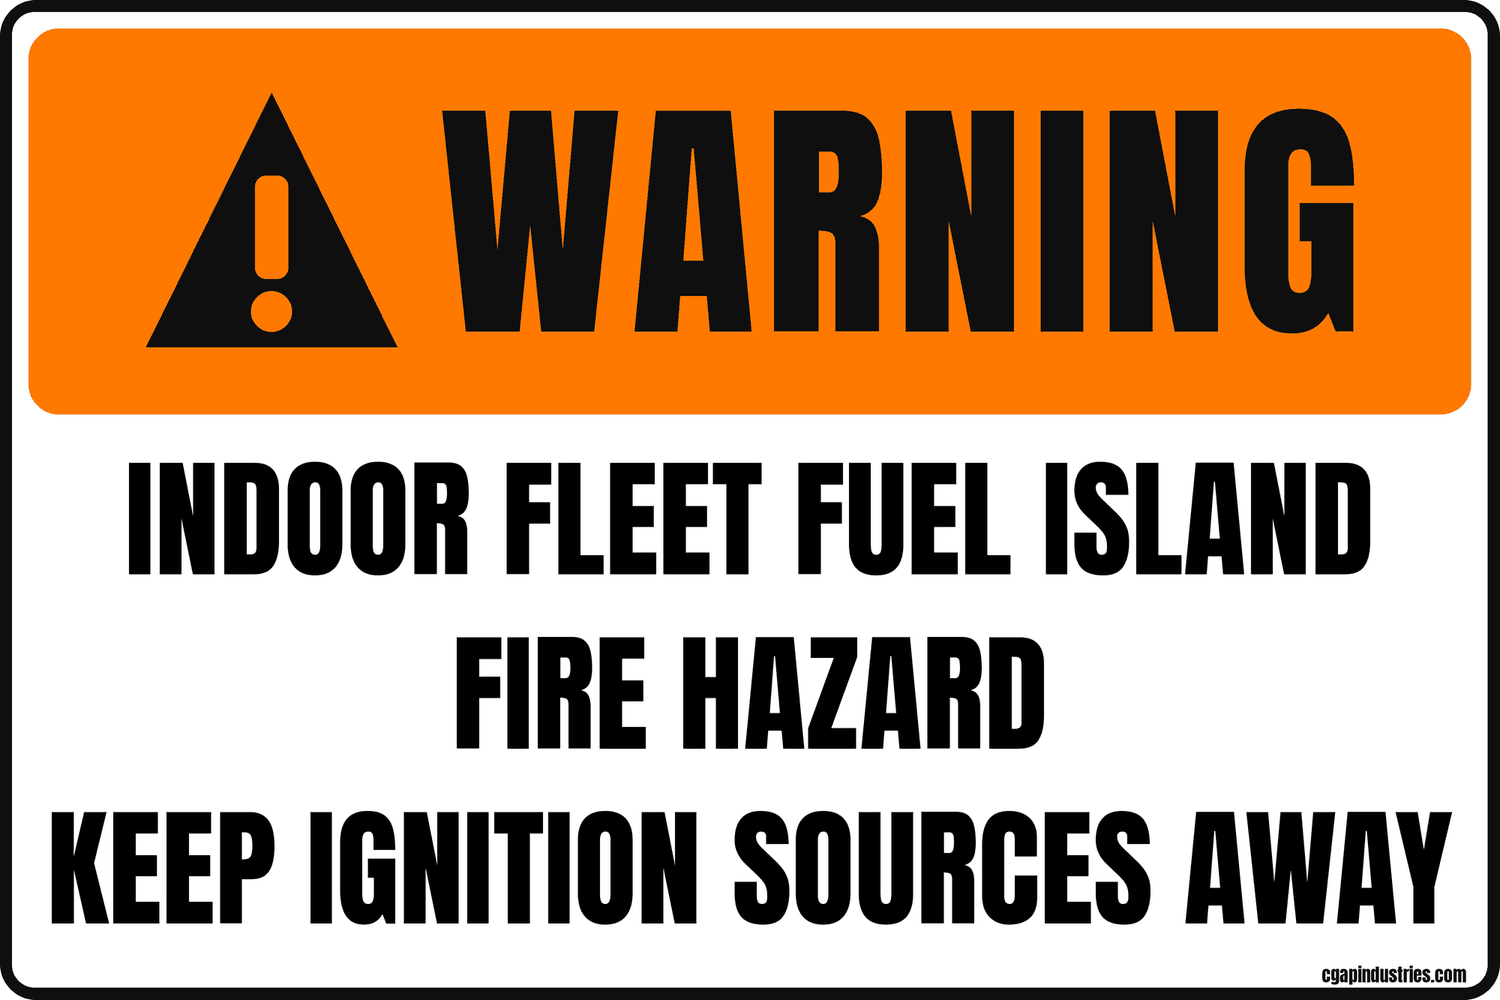 WARNING
INDOOR FLEET FUEL ISLAND
FIRE HAZARD
KEEP IGNITION SOURCES AWAY
cgapindustries.com